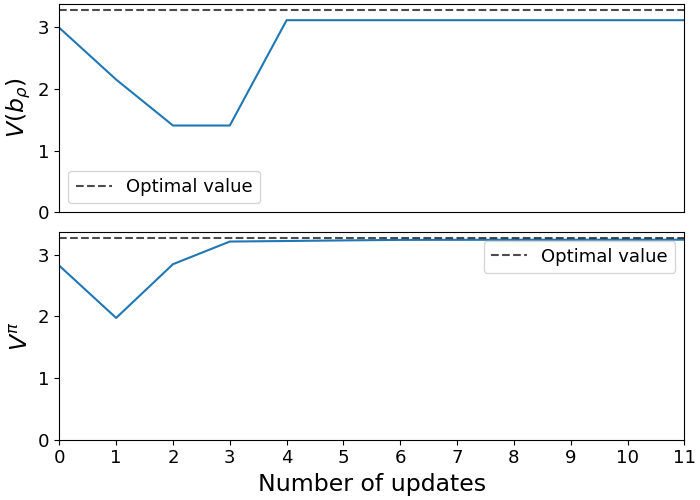 3
2
1
0
V(b_ρ)
Optimal value
3
2
1
0
V^π
Optimal value
0 1 2 3 4 5 6 7 8 9 10 11
Number of updates